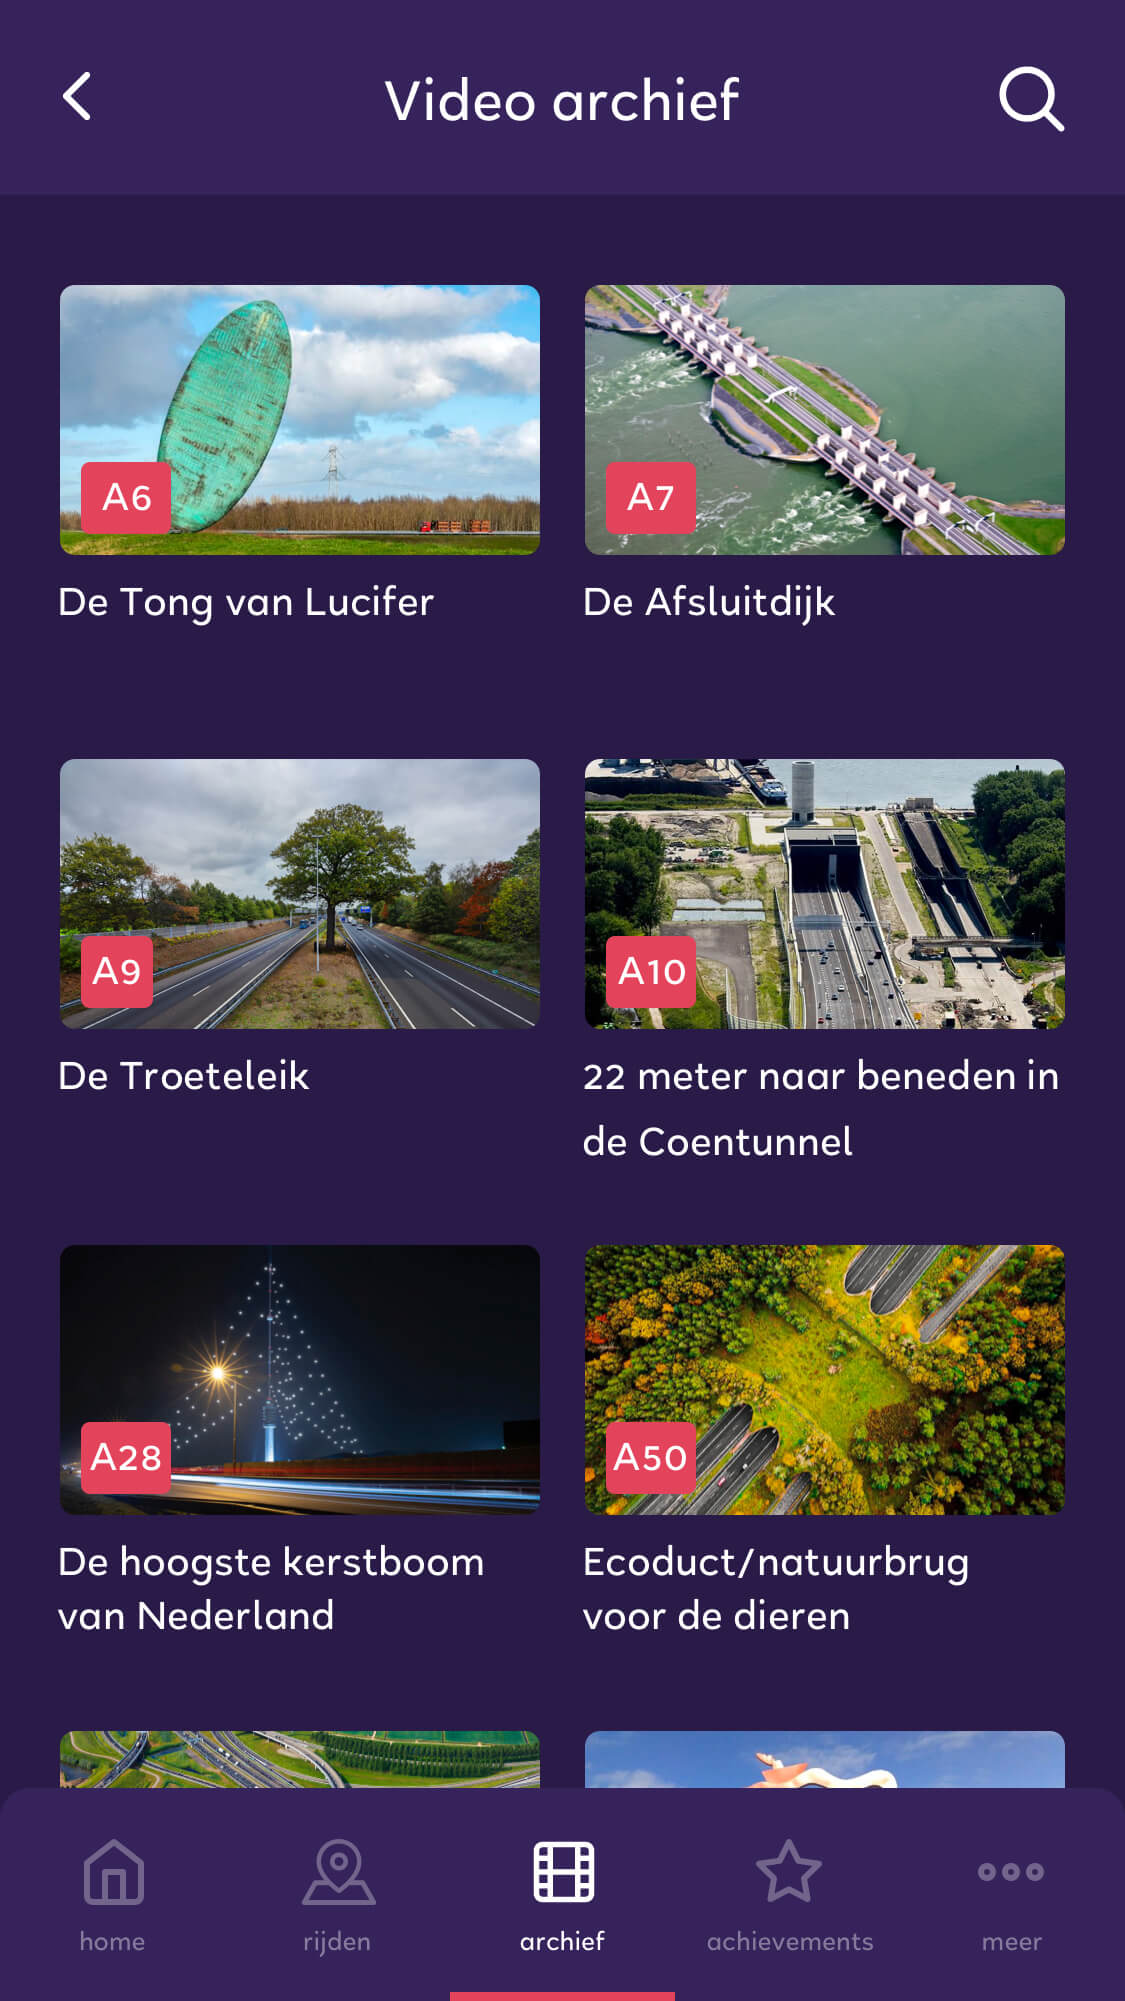 Video archief
A6
De Tong van Lucifer
A7
De Afsluitdijk
A9
De Troeteleik
A10
22 meter naar beneden in
de Coentunnel
A28
De hoogste kerstboom
van Nederland
A50
Ecoduct/natuurbrug
voor de dieren
home
rijden
archief
achievements
meer